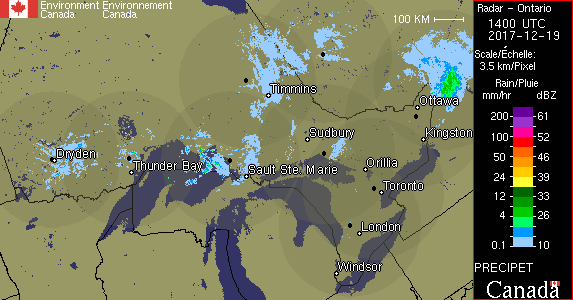 Environment Environnement
Canada Canada
100 KM
Timmins
Ottawa
Sudbury
Kingston
Dryden
Thunder Bay
Sault Ste. Marie
Orillia
Toronto
London
Windsor
Radar - Ontario
1400 UTC
2017-12-19
Scale/Échelle:
3.5 km/Pixel
Rain/Pluie
mm/hr dBZ
200 61
100 57
100 52
50 46
24 39
12 33
4 26
0.1 10
PRECIPET
Canada